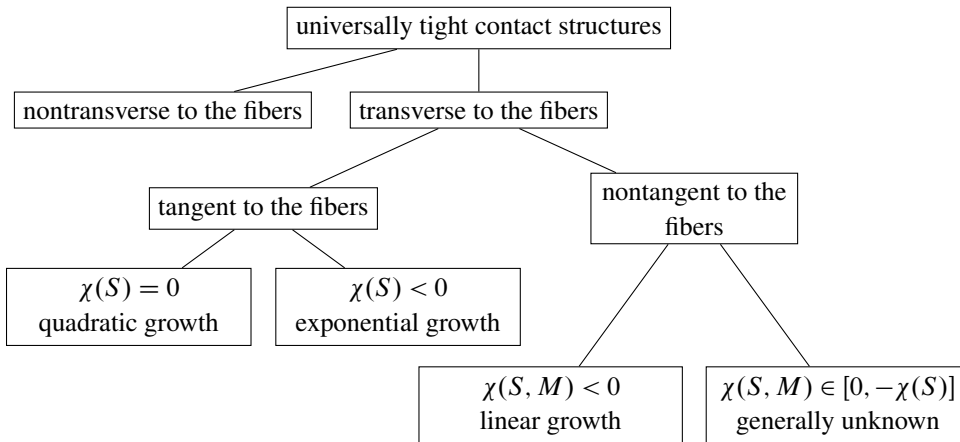 universally tight contact structures
nontransverse to the fibers
transverse to the fibers
tangent to the fibers
nontangent to the
fibers
χ(S) = 0
quadratic growth
χ(S) < 0
exponential growth
χ(S, M) < 0
linear growth
χ(S, M) ∈ [0, −χ(S)]
generally unknown